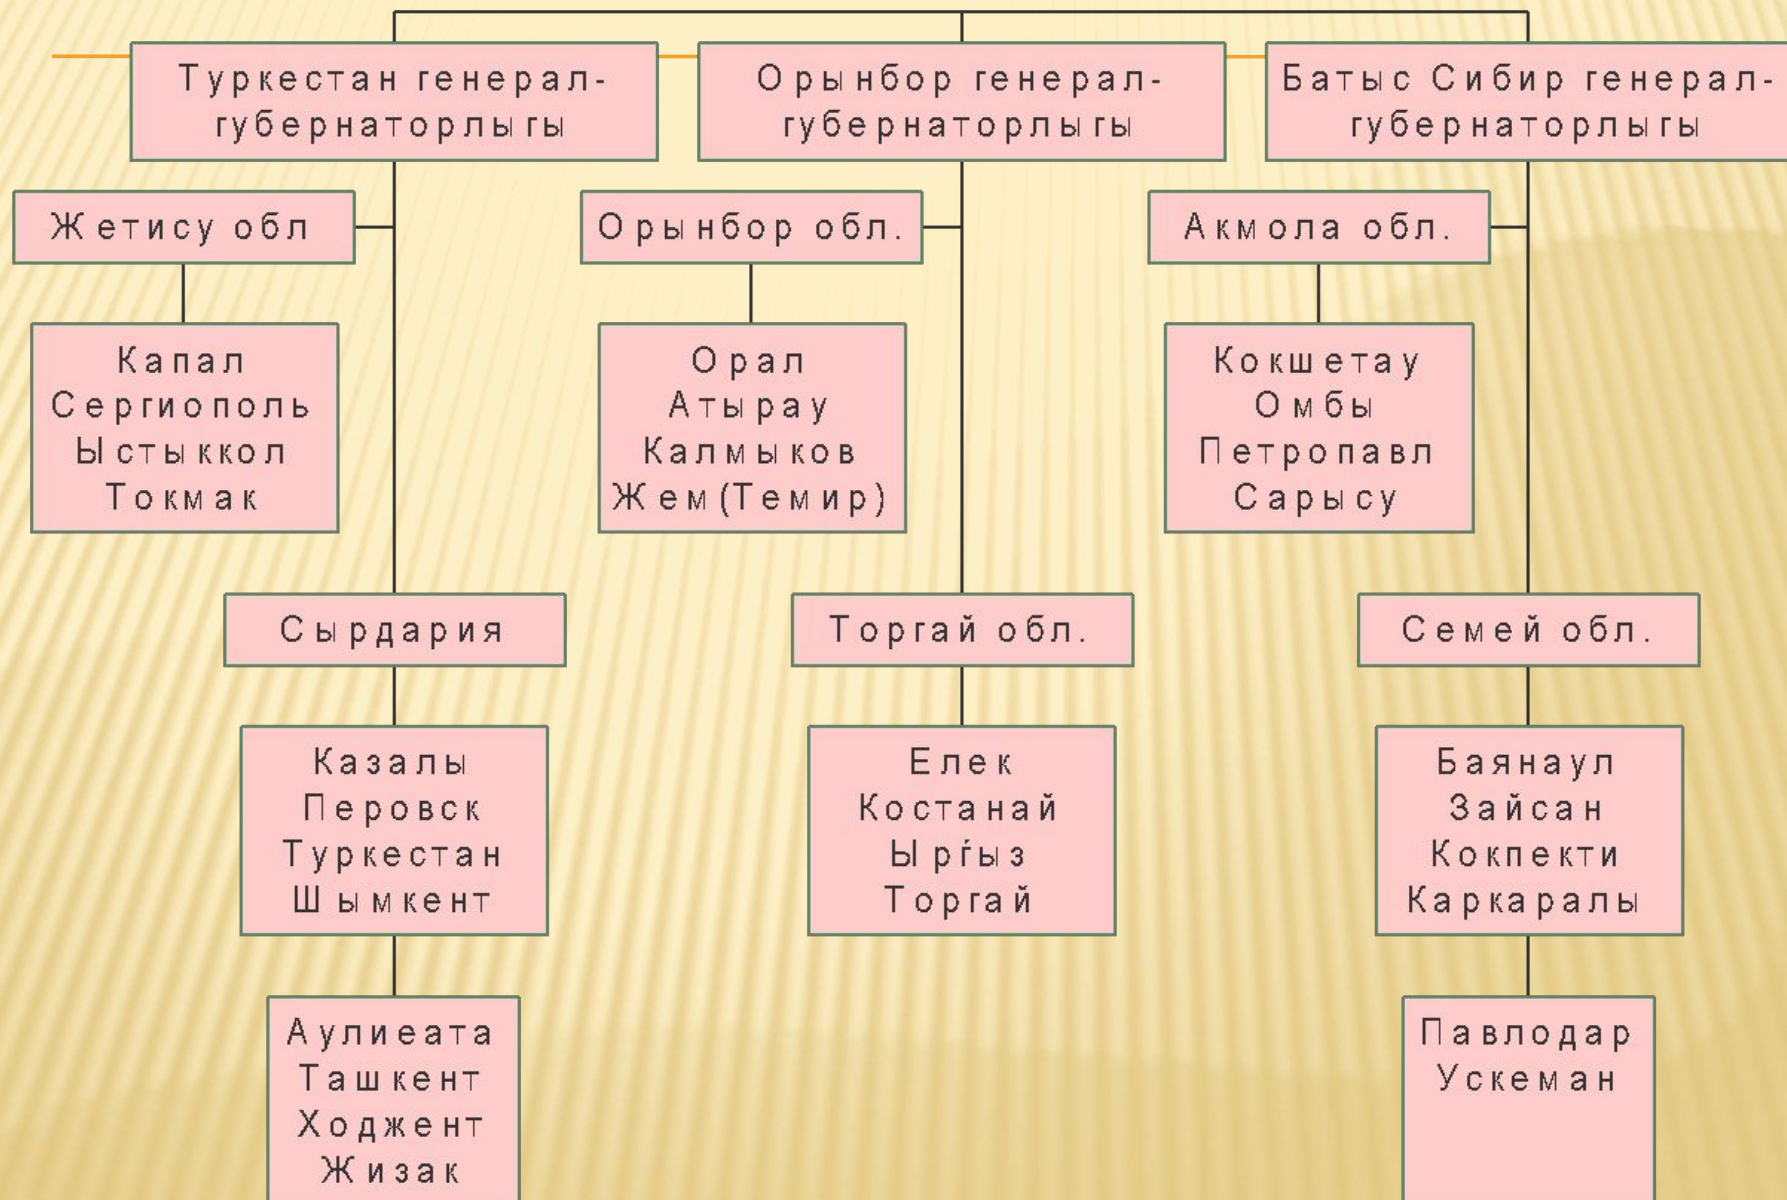 Туркестан генерал-
губернаторлыгы
Орынбор генерал-
губернаторлыгы
Батыс Сибир генерал-
губернаторлыгы
Жетису обл
Орынбор обл.
Акмола обл.
Капал
Сергиополь
Ыстыккол
Токмак
Орал
Атырау
Калмыков
Жем(Темир)
Кокшетау
Омбы
Петропавл
Сарысу
Сырдария
Торгай обл.
Семей обл.
Казалы
Перовск
Туркестан
Шымкент
Елек
Костанай
Ырѓыз
Торгай
Баянаул
Зайсан
Кокпекти
Каркаралы
Аулиеата
Ташкент
Ходжент
Жизак
Павлодар
Ускеман